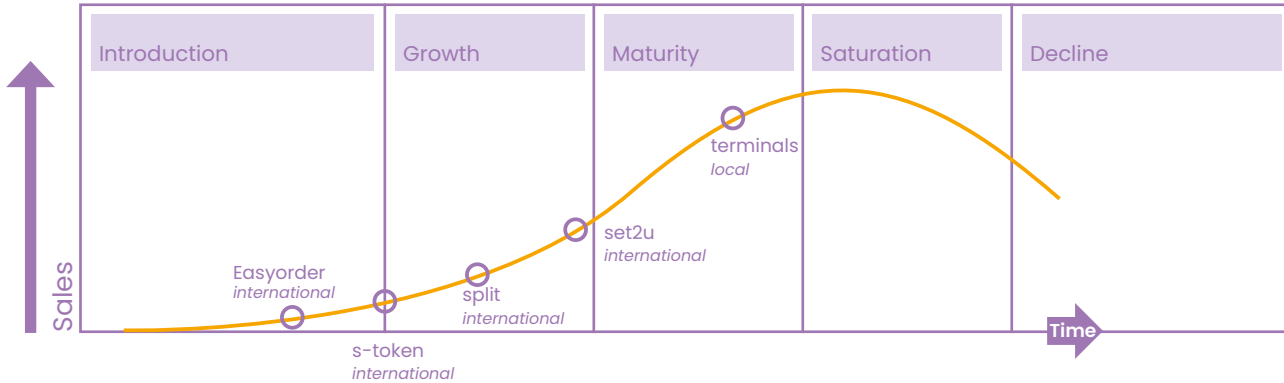 Introduction
Growth
Maturity
Saturation
Decline
Sales
Easyorder
international
s-token
international
split
international
set2u
international
terminals
local
Time